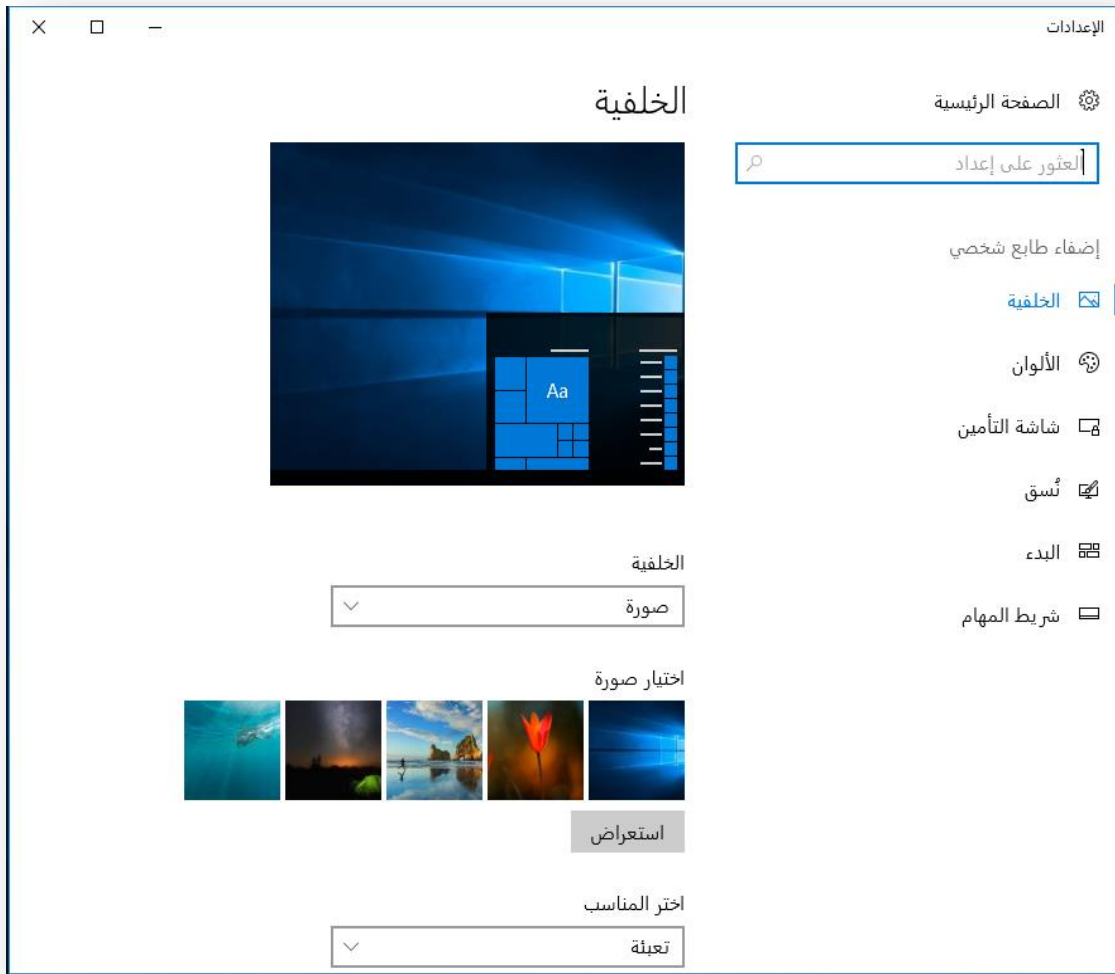 الإعدادات
الصفحة الرئيسية
العثور على إعداد
إضفاء طابع شخصي
الخلفية
الألوان
شاشة التأمين
نُسق
البدء
شريط المهام
الخلفية
Aa
الخلفية
صورة
اختيار صورة
استعراض
اختر المناسب
تعبئة